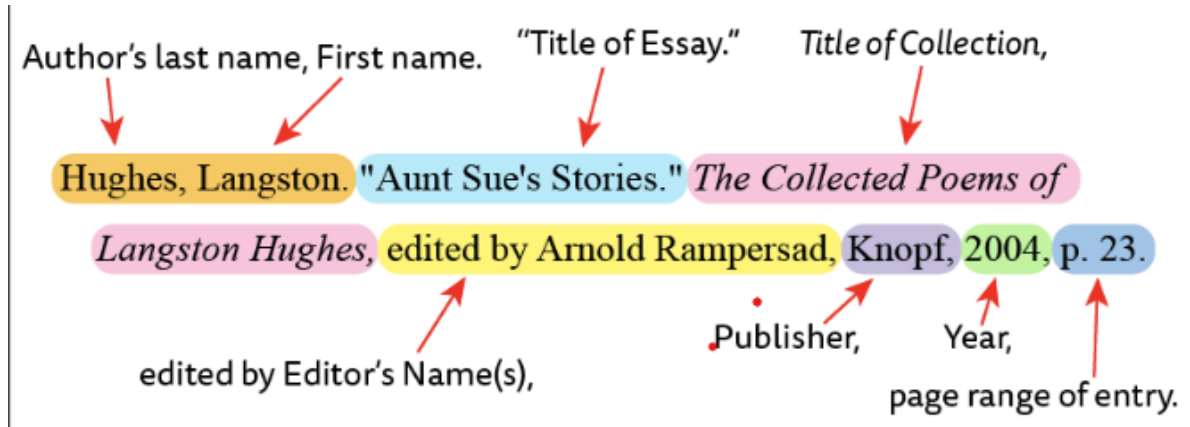 Author’s last name, First name.
“Title of Essay.”
Title of Collection,
Hughes, Langston. "Aunt Sue's Stories." The Collected Poems of
Langston Hughes, edited by Arnold Rampersad, Knopf, 2004, p. 23.
edited by Editor’s Name(s),
Publisher,
Year,
page range of entry.